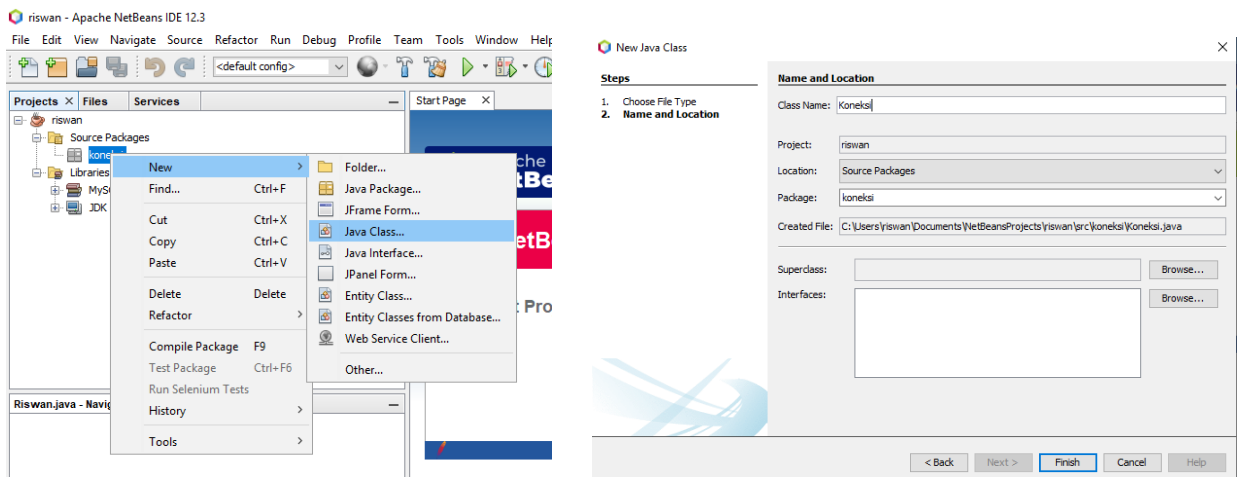 riswan - Apache NetBeans IDE 12.3
File Edit View Navigate Source Refactor Run Debug Profile Team Tools Window Help
<default config>
Projects × Files Services
Start Page ×
riswan
Source Packages
Libraries
JDK
New
Find... Ctrl+F
Cut Ctrl+X
Copy Ctrl+C
Paste Ctrl+V
Delete Delete
Refactor
Compile Package F9
Test Package Ctrl+F6
Run Selenium Tests
History
Tools
Folder...
Java Package...
JFrame Form...
Java Class...
Java Interface...
JPanel Form...
Entity Class...
Entity Classes from Database...
Web Service Client...
Other...
New Java Class
Steps
1. Choose File Type
2. Name and Location
Name and Location
Class Name: Koneksi
Project: riswan
Location: Source Packages
Package: koneksi
Created File: C:\Users\riswan\Documents\NetBeansProjects\riswan\src\koneksi\Koneksi.java
Superclass: Browse...
Interfaces: Browse...
< Back Next > Finish Cancel Help